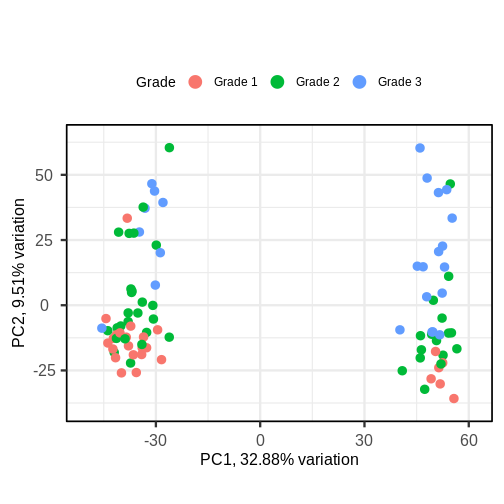 Grade Grade 1 Grade 2 Grade 3
50
25
0
-25
-30 0 30 60
PC1, 32.88% variation
PC2, 9.51% variation